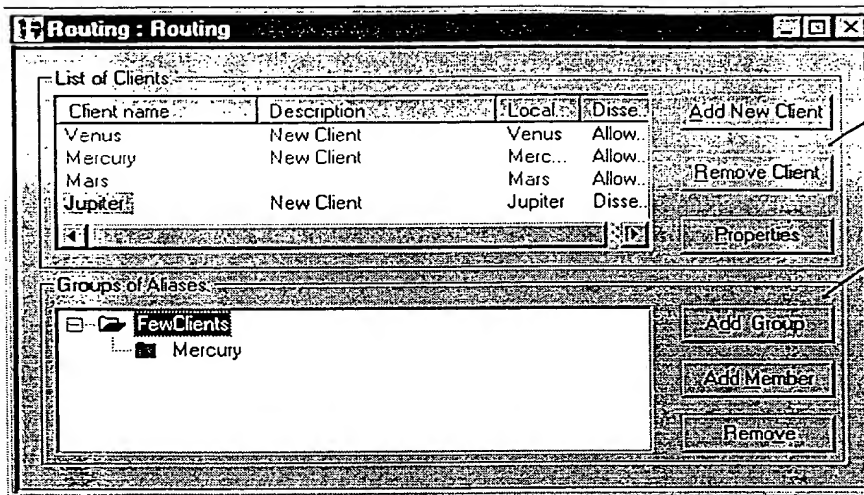 Routing : Routing
List of Clients
Client name Description Local... Disse...
Venus New Client Venus Allow...
Mercury New Client Merc... Allow...
Mars Mars Allow...
Jupiter New Client Jupiter Disse...
Add New Client
Remove Client
Properties
Groups of Aliases
FewClients
Mercury
Add Group
Add Member
Remove